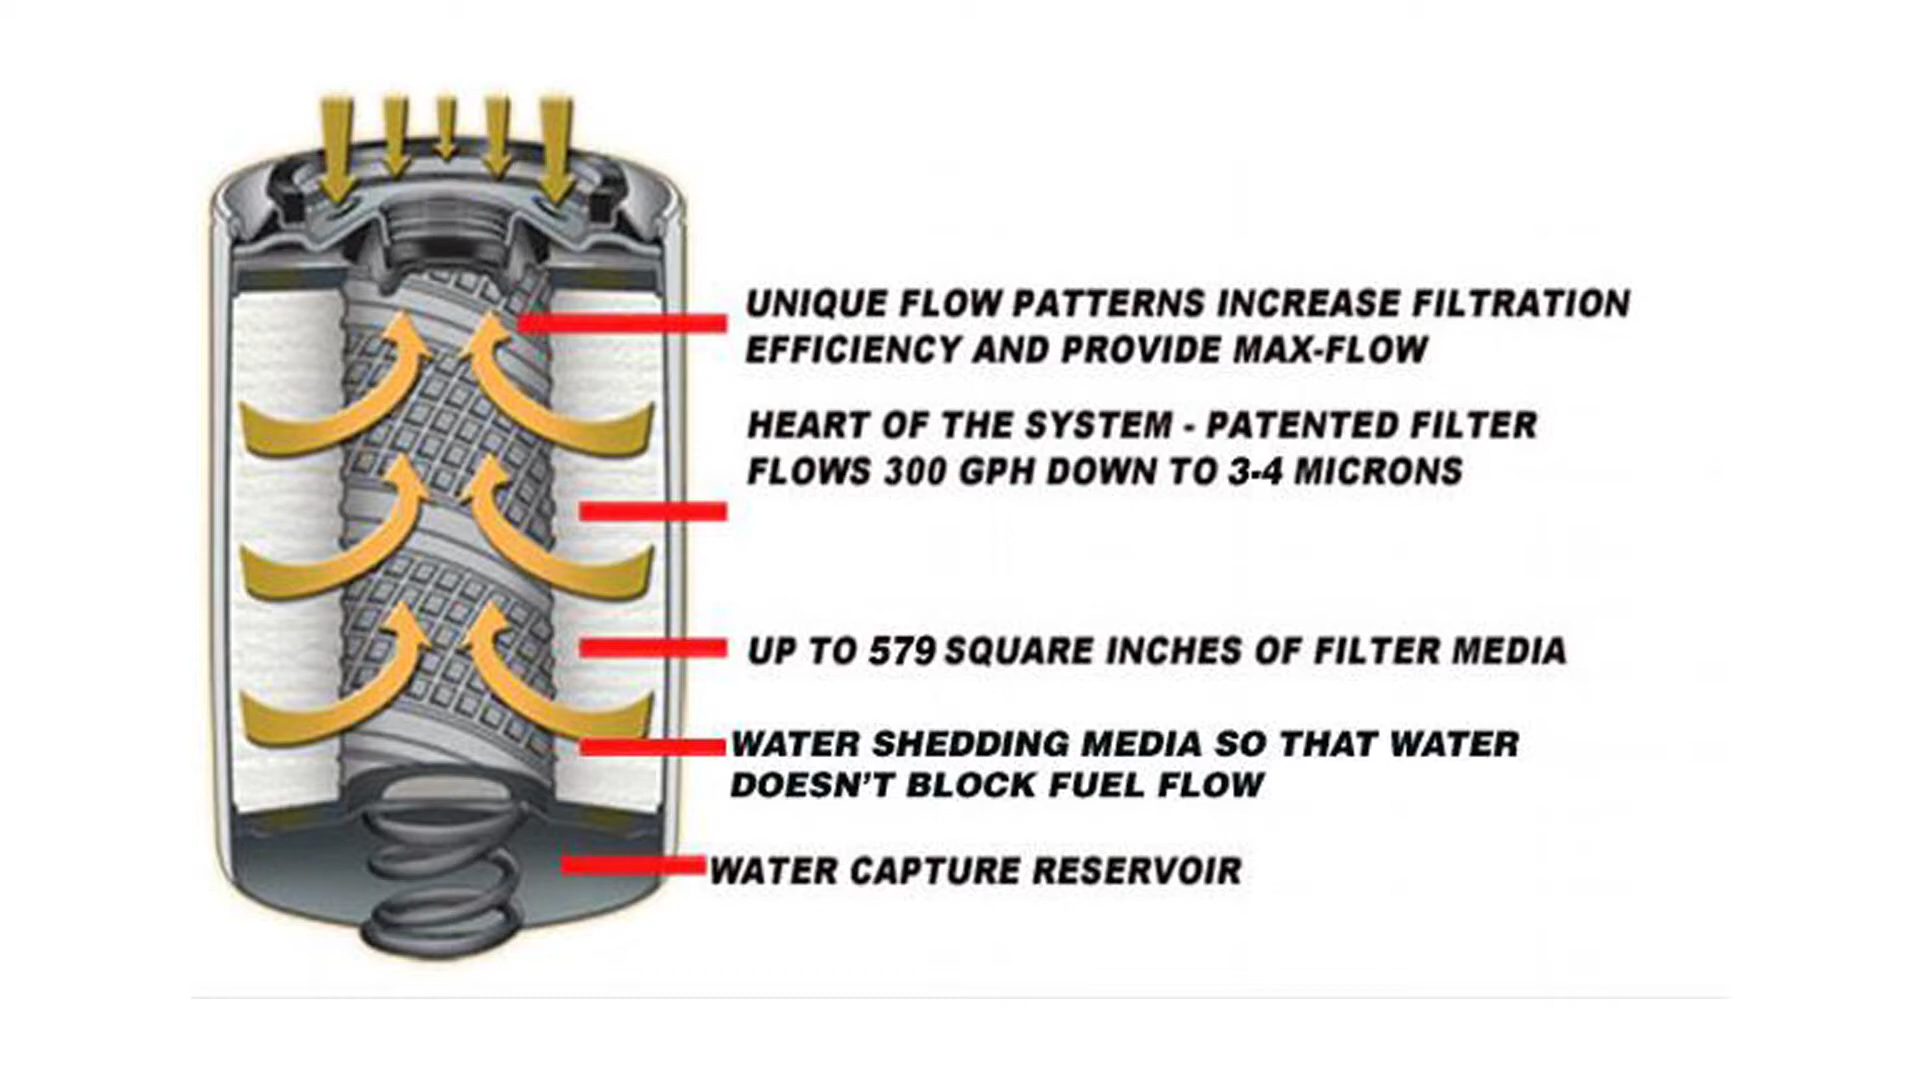 UNIQUE FLOW PATTERNS INCREASE FILTRATION
EFFICIENCY AND PROVIDE MAX-FLOW
HEART OF THE SYSTEM - PATENTED FILTER
FLOWS 300 GPH DOWN TO 3-4 MICRONS
UP TO 579 SQUARE INCHES OF FILTER MEDIA
WATER SHEDDING MEDIA SO THAT WATER
DOESN'T BLOCK FUEL FLOW
WATER CAPTURE RESERVOIR